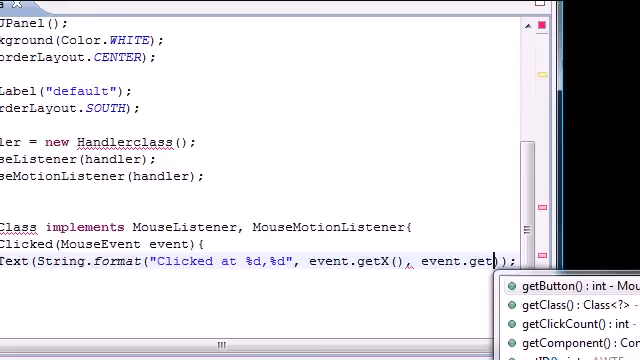 JPanel();
kground(Color.WHITE);
orderLayout.CENTER);
Label("default");
orderLayout.SOUTH);
ler = new Handlerclass();
seListener(handler);
seMotionListener(handler);
Class implements MouseListener, MouseMotionListener{
Clicked(MouseEvent event){
Text(String.format("Clicked at %d,%d", event.getX(), event.get));
getButton() : int - Mou
getClass() : Class<?> -
getClickCount() : int -
getComponent() : Con